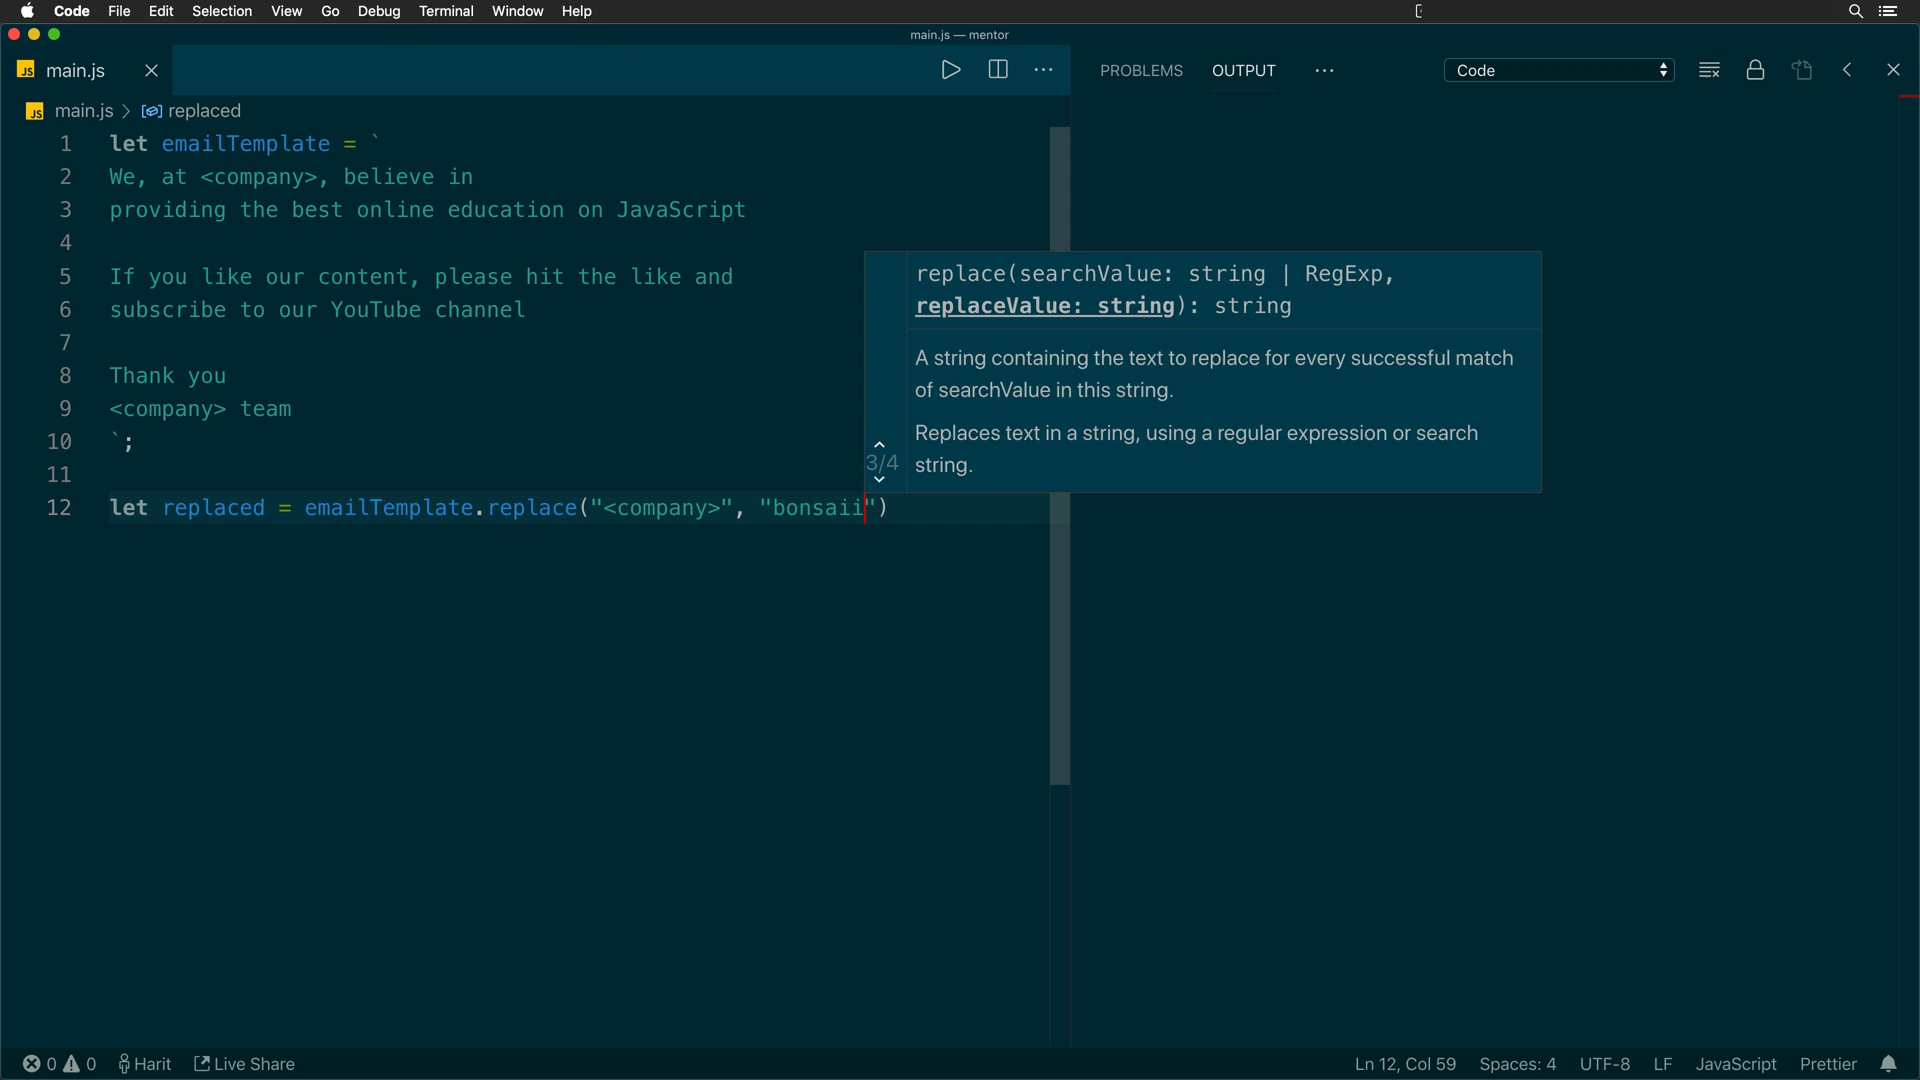 Code File Edit Selection View Go Debug Terminal Window Help
main.js — mentor
JS main.js
PROBLEMS OUTPUT ··· Code
JS main.js > replaced
1 let emailTemplate = `
2 We, at <company>, believe in
3 providing the best online education on JavaScript
4
5 If you like our content, please hit the like and
6 subscribe to our YouTube channel
7
8 Thank you
9 <company> team
10 `;
11
12 let replaced = emailTemplate.replace("<company>", "bonsaii")
replace(searchValue: string | RegExp,
replaceValue: string): string
A string containing the text to replace for every successful match
of searchValue in this string.
Replaces text in a string, using a regular expression or search
string.
3/4
0 0 Harit Live Share Ln 12, Col 59 Spaces: 4 UTF-8 LF JavaScript Prettier